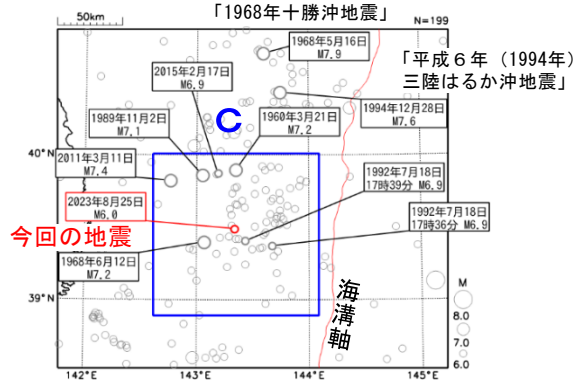 「1968年十勝沖地震」
50km
N=199
1968年5月16日
M7.9
「平成６年（1994年）
三陸はるか沖地震」
2015年2月17日
M6.9
1994年12月28日
M7.6
1989年11月2日
M7.1
C
1960年3月21日
M7.2
40°N
2011年3月11日
M7.4
1992年7月18日
17時39分 M6.9
2023年8月25日
M6.0
1992年7月18日
17時36分 M6.9
今回の地震
1968年6月12日
M7.2
海溝軸
39°N
M
8.0
7.0
6.0
142°E
143°E
144°E
145°E